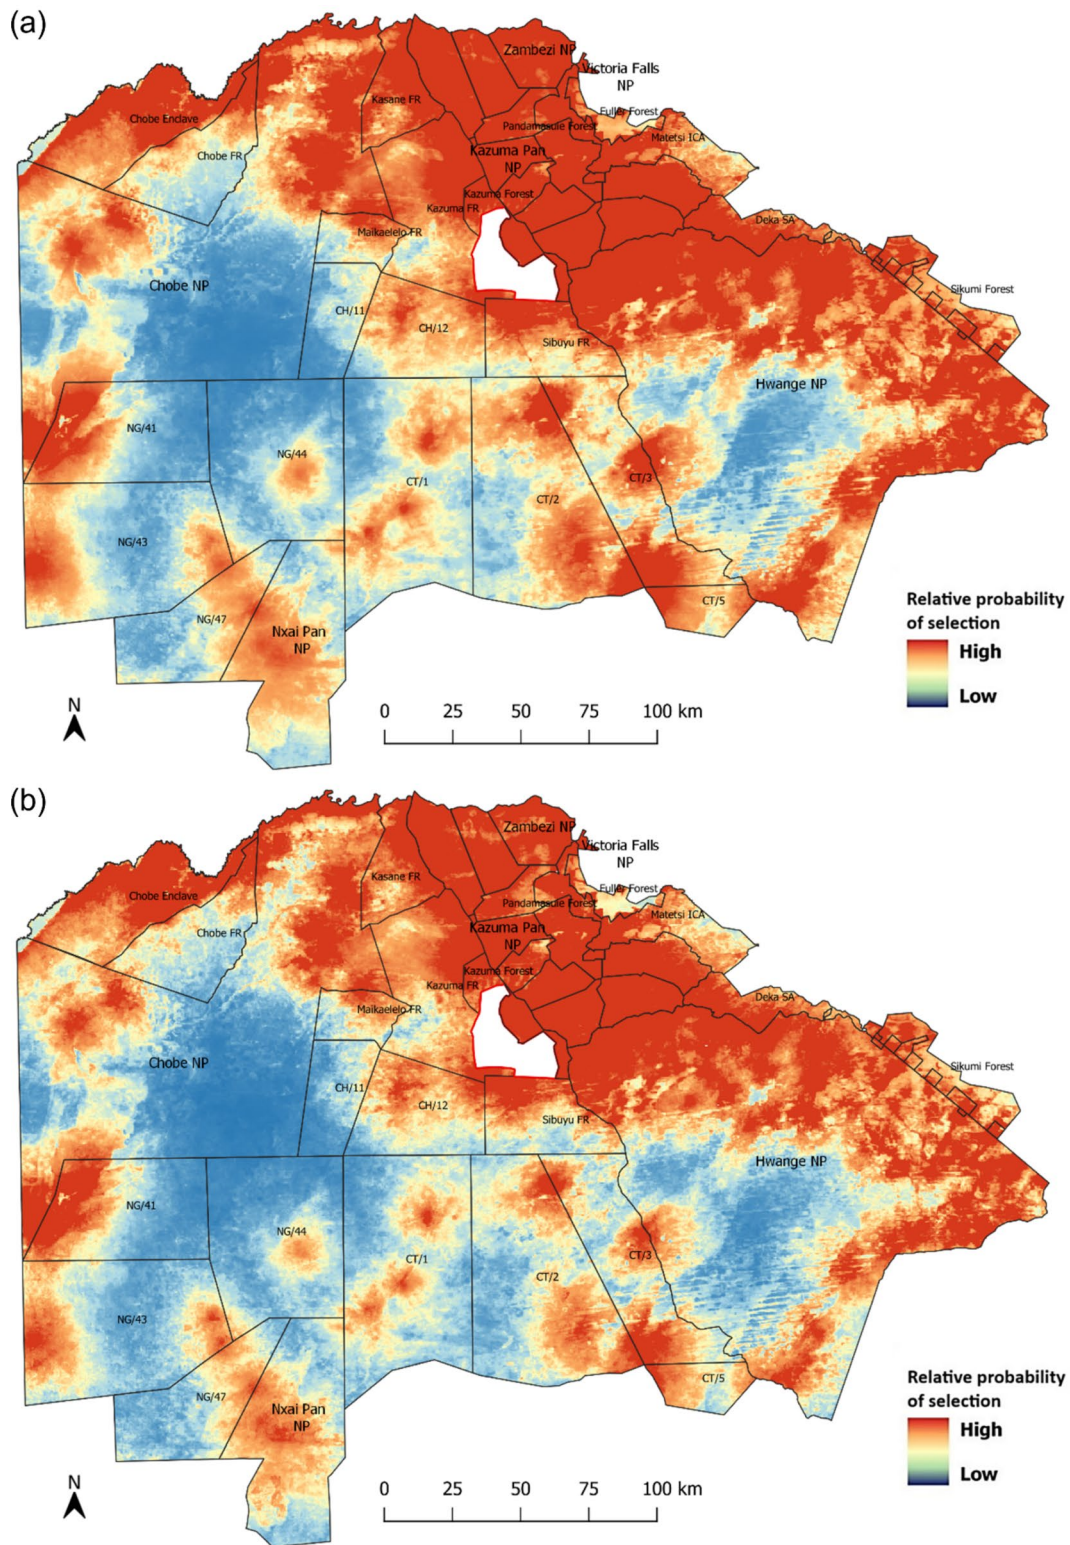 (a)
Zambezi NP
Victoria Falls
NP
Kasane FR
Fuller Forest
Chobe Enclave
Pandamasule Forest
Matetsi ICA
Chobe FR
Kazuma Pan
NP
Kazuma Forest
Kazuma FR
Deka SA
Maikaelelo FR
Chobe NP
Sikumi Forest
CH/11
CH/12
Sibuyu FR
Hwange NP
NG/41
NG/44
CT/1
CT/3
CT/2
NG/43
CT/5
NG/47
Nxai Pan
NP
Relative probability
of selection
High
Low
N
0 25 50 75 100 km
(b)
Zambezi NP
Victoria Falls
NP
Kasane FR
Fuller Forest
Chobe Enclave
Pandamasule Forest
Matetsi ICA
Chobe FR
Kazuma Pan
NP
Kazuma Forest
Kazuma FR
Deka SA
Maikaelelo FR
Chobe NP
Sikumi Forest
CH/11
CH/12
Sibuyu FR
Hwange NP
NG/41
NG/44
CT/1
CT/3
CT/2
NG/43
CT/5
NG/47
Nxai Pan
NP
Relative probability
of selection
High
Low
N
0 25 50 75 100 km